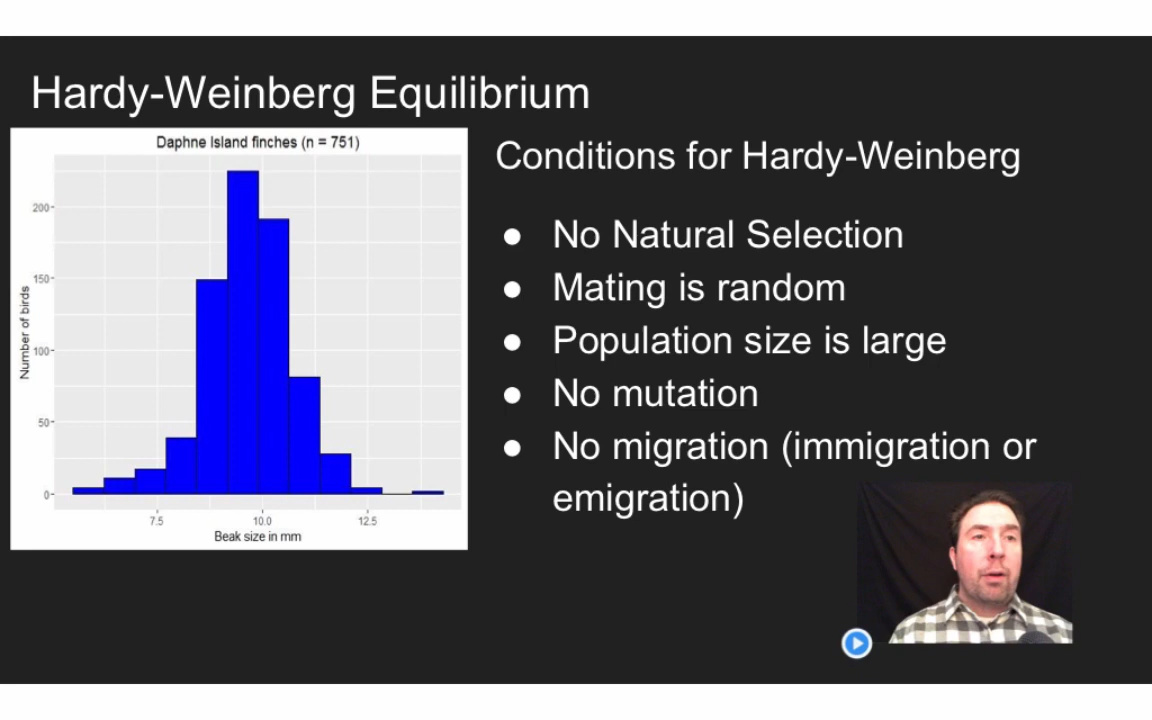 Hardy-Weinberg Equilibrium
Daphne Island finches (n = 751)
Number of birds
200
150
100
50
0
7.5 10.0 12.5
Beak size in mm
Conditions for Hardy-Weinberg
● No Natural Selection
● Mating is random
● Population size is large
● No mutation
● No migration (immigration or
emigration)